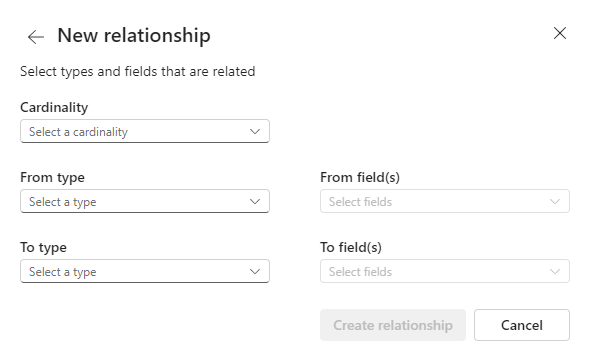 New relationship
Select types and fields that are related
Cardinality
Select a cardinality
From type
From field(s)
Select a type
Select fields
To type
To field(s)
Select a type
Select fields
Create relationship
Cancel